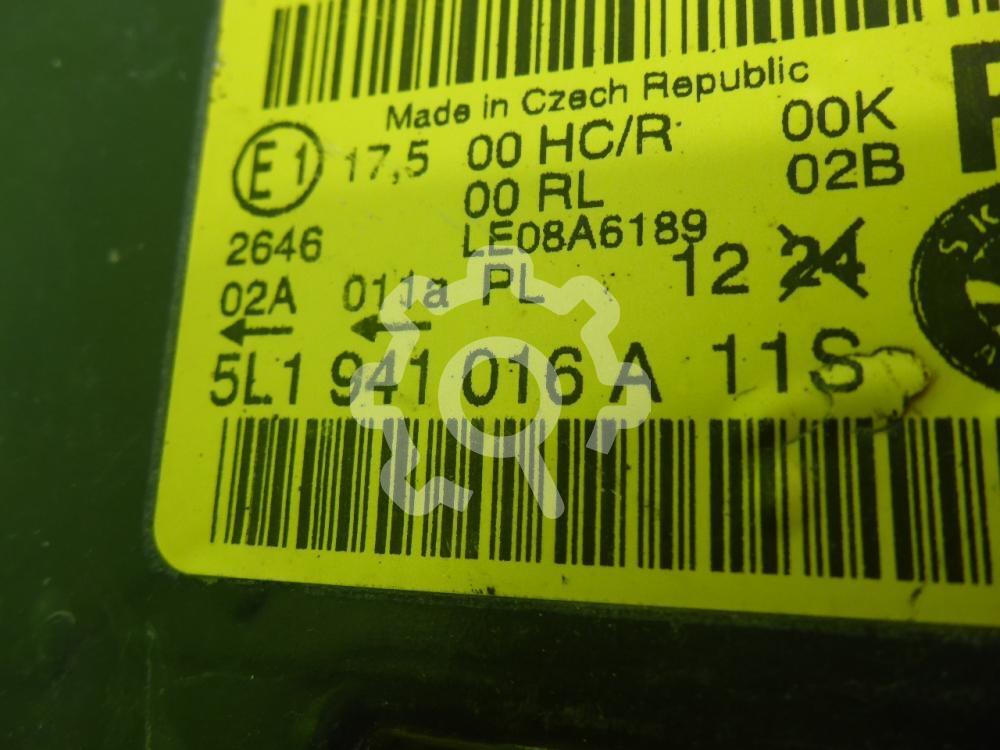 Made in Czech Republic
E1 17,5 00 HC/R 00K
00 RL 02B
2646 LE08A6189
02A 011a PL 12 24
5L1 941 016 A 11S